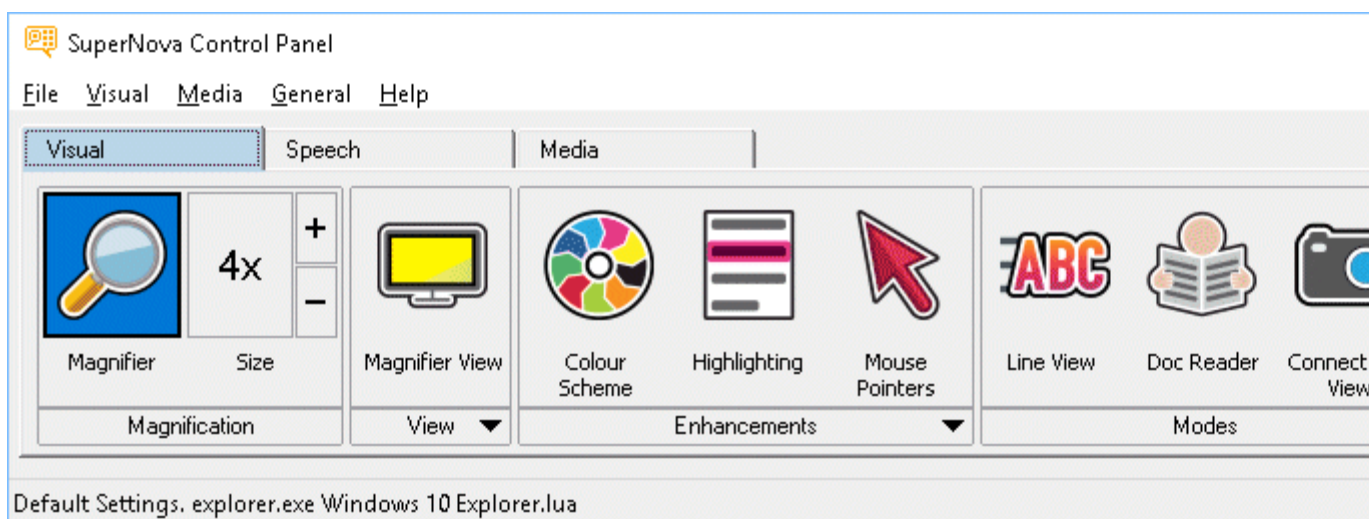 SuperNova Control Panel
File Visual Media General Help
Visual Speech Media
4x + −
ABC
Magnifier Size Magnifier View Colour Scheme Highlighting Mouse Pointers Line View Doc Reader Connect View
Magnification View Enhancements Modes
Default Settings. explorer.exe Windows 10 Explorer.lua